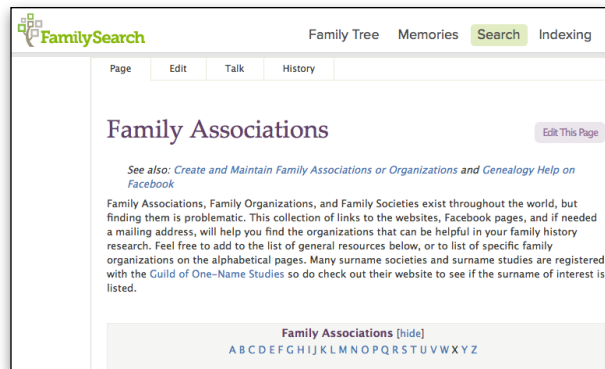 FamilySearch
Family Tree Memories Search Indexing
Page Edit Talk History
Family Associations
Edit This Page
See also: Create and Maintain Family Associations or Organizations and Genealogy Help on
Facebook
Family Associations, Family Organizations, and Family Societies exist throughout the world, but
finding them is problematic. This collection of links to the websites, Facebook pages, and if needed
a mailing address, will help you find the organizations that can be helpful in your family history
research. Feel free to add to the list of general resources below, or to list of specific family
organizations on the alphabetical pages. Many surname societies and surname studies are registered
with the Guild of One-Name Studies so do check out their website to see if the surname of interest is
listed.
Family Associations [hide]
A B C D E F G H I J K L M N O P Q R S T U V W X Y Z